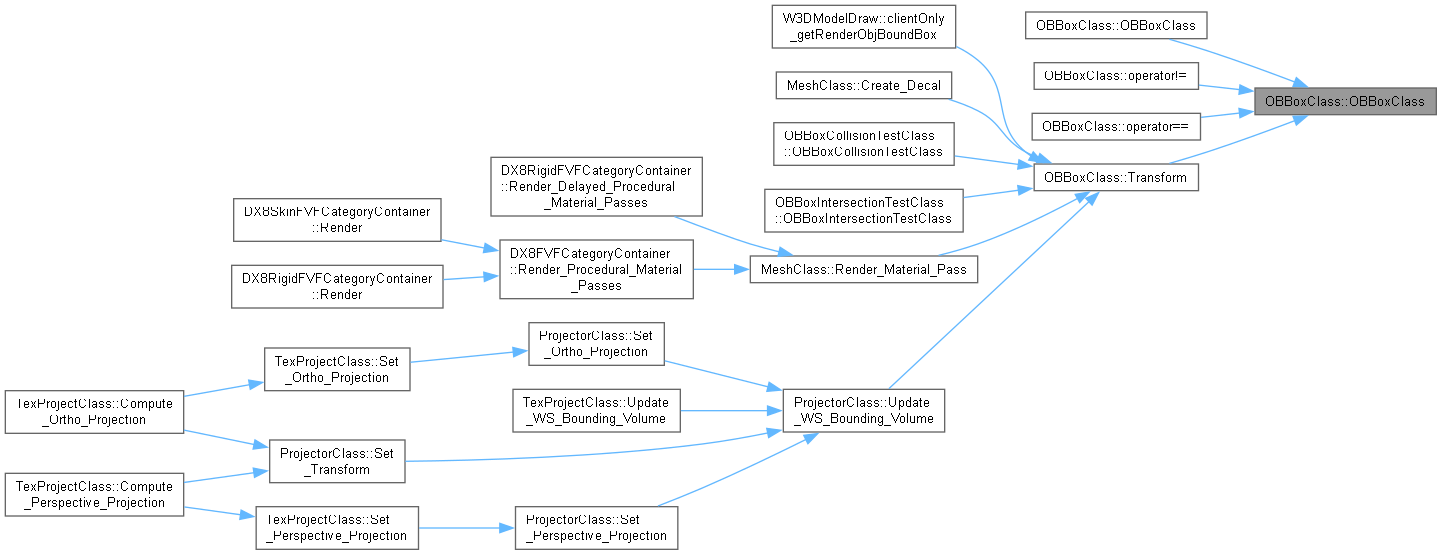 W3DModelDraw::clientOnly
_getRenderObjBoundBox
OBBoxClass::OBBoxClass
OBBoxClass::operator!=
MeshClass::Create_Decal
OBBoxClass::OBBoxClass
OBBoxClass::operator==
OBBoxCollisionTestClass
::OBBoxCollisionTestClass
OBBoxClass::Transform
DX8RigidFVFCategoryContainer
::Render_Delayed_Procedural
_Material_Passes
OBBoxIntersectionTestClass
::OBBoxIntersectionTestClass
DX8SkinFVFCategoryContainer
::Render
DX8FVFCategoryContainer
::Render_Procedural_Material
_Passes
MeshClass::Render_Material_Pass
DX8RigidFVFCategoryContainer
::Render
ProjectorClass::Set
_Ortho_Projection
TexProjectClass::Set
_Ortho_Projection
TexProjectClass::Compute
_Ortho_Projection
TexProjectClass::Update
_WS_Bounding_Volume
ProjectorClass::Update
_WS_Bounding_Volume
ProjectorClass::Set
_Transform
TexProjectClass::Compute
_Perspective_Projection
TexProjectClass::Set
_Perspective_Projection
ProjectorClass::Set
_Perspective_Projection